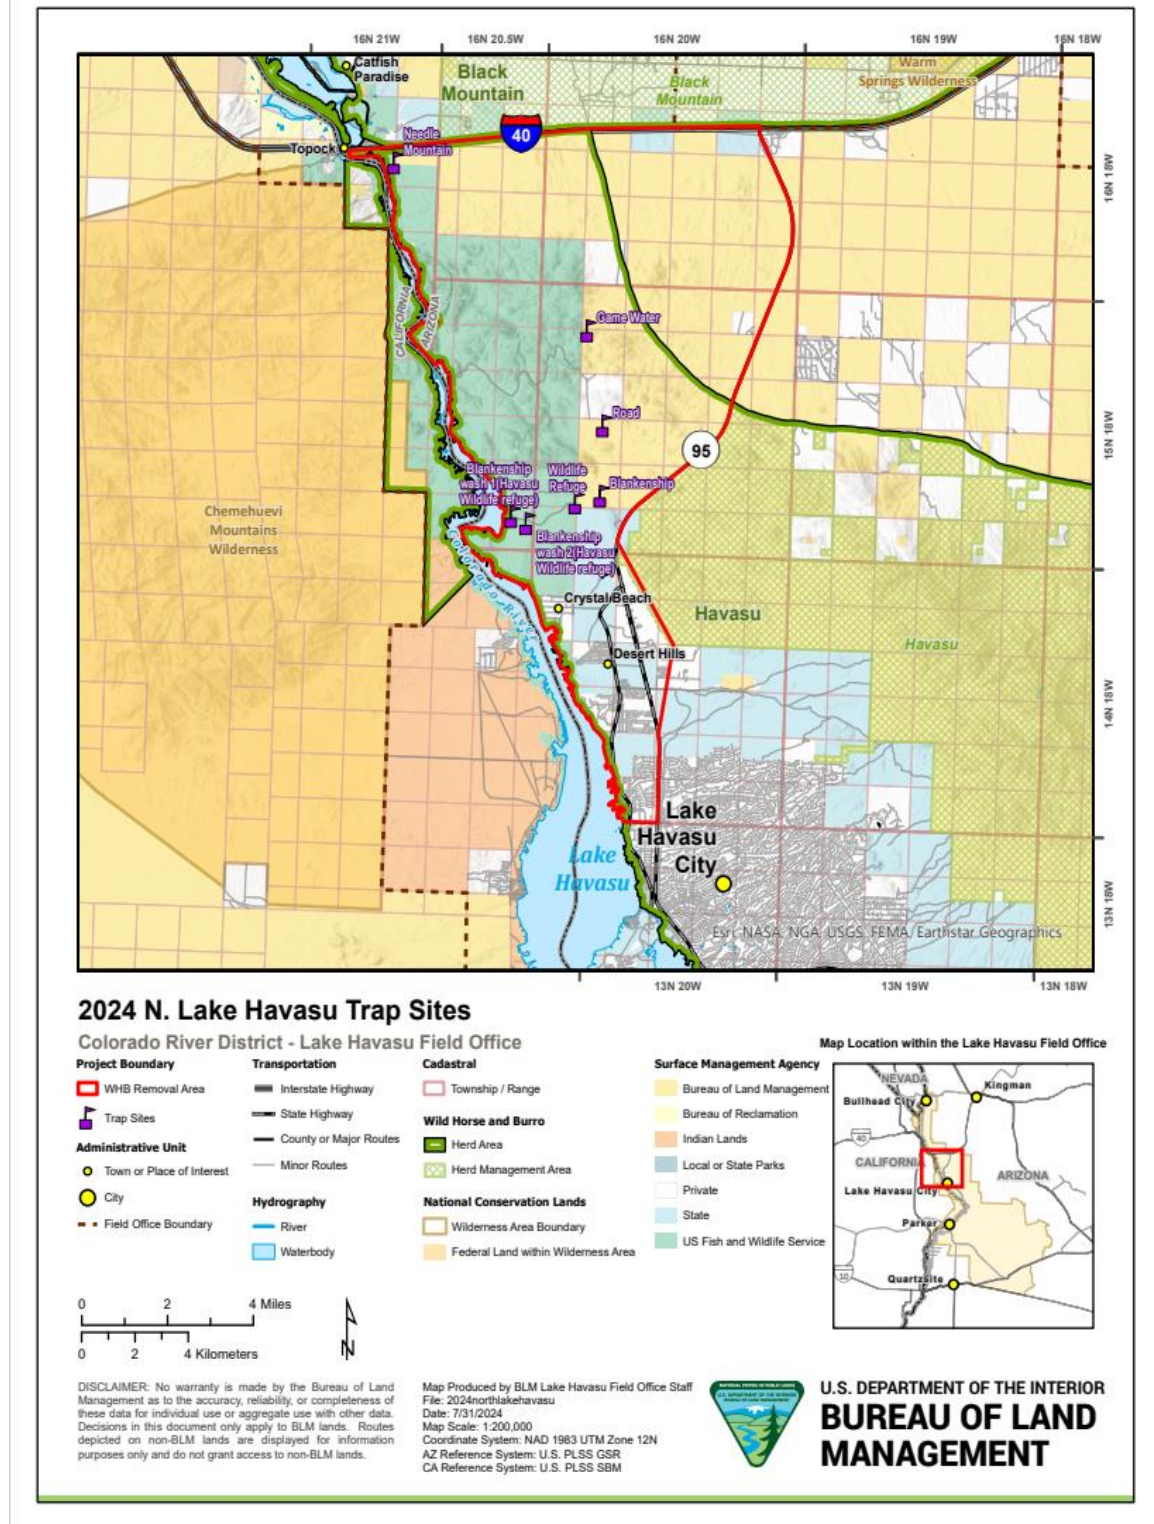 16N 21W
16N 20.5W
16N 20W
16N 19W
16N 18W
Catfish
Paradise
Black
Mountain
Black
Mountain
Warm
Springs Wilderness
40
Needle
Mountain
Topock
16N 18W
CALIFORNIA
ARIZONA
Game Water
Road
15N 18W
95
Blankenship
wash 1(Havasu
Wildlife refuge)
Wildlife
Refuge
Blankenship
Chemehuevi
Mountains
Wilderness
Blankenship
wash 2(Havasu
Wildlife refuge)
Colorado River
Crystal Beach
Havasu
Havasu
Desert Hills
14N 18W
Lake
Havasu
City
Lake
Havasu
13N 18W
Esri, NASA, NGA, USGS, FEMA, Earthstar Geographics
13N 20W
13N 19W
13N 18W
2024 N. Lake Havasu Trap Sites
Colorado River District - Lake Havasu Field Office
Project Boundary
WHB Removal Area
Trap Sites
Administrative Unit
Town or Place of Interest
City
Field Office Boundary
Transportation
Interstate Highway
State Highway
County or Major Routes
Minor Routes
Hydrography
River
Waterbody
Cadastral
Township / Range
Wild Horse and Burro
Herd Area
Herd Management Area
National Conservation Lands
Wilderness Area Boundary
Federal Land within Wilderness Area
Surface Management Agency
Bureau of Land Management
Bureau of Reclamation
Indian Lands
Local or State Parks
Private
State
US Fish and Wildlife Service
Map Location within the Lake Havasu Field Office
NEVADA
Kingman
Bullhead City
40
CALIFORNIA
ARIZONA
Lake Havasu City
Parker
10
Quartzsite
0 2 4 Miles
0 2 4 Kilometers
N
DISCLAIMER: No warranty is made by the Bureau of Land
Management as to the accuracy, reliability, or completeness of
these data for individual use or aggregate use with other data.
Decisions in this document only apply to BLM lands. Routes
depicted on non-BLM lands are displayed for information
purposes only and do not grant access to non-BLM lands.
Map Produced by BLM Lake Havasu Field Office Staff
File: 2024northlakehavasu
Date: 7/31/2024
Map Scale: 1:200,000
Coordinate System: NAD 1983 UTM Zone 12N
AZ Reference System: U.S. PLSS GSR
CA Reference System: U.S. PLSS SBM
U.S. DEPARTMENT OF THE INTERIOR
BUREAU OF LAND MANAGEMENT
U.S. DEPARTMENT OF THE INTERIOR
BUREAU OF LAND
MANAGEMENT